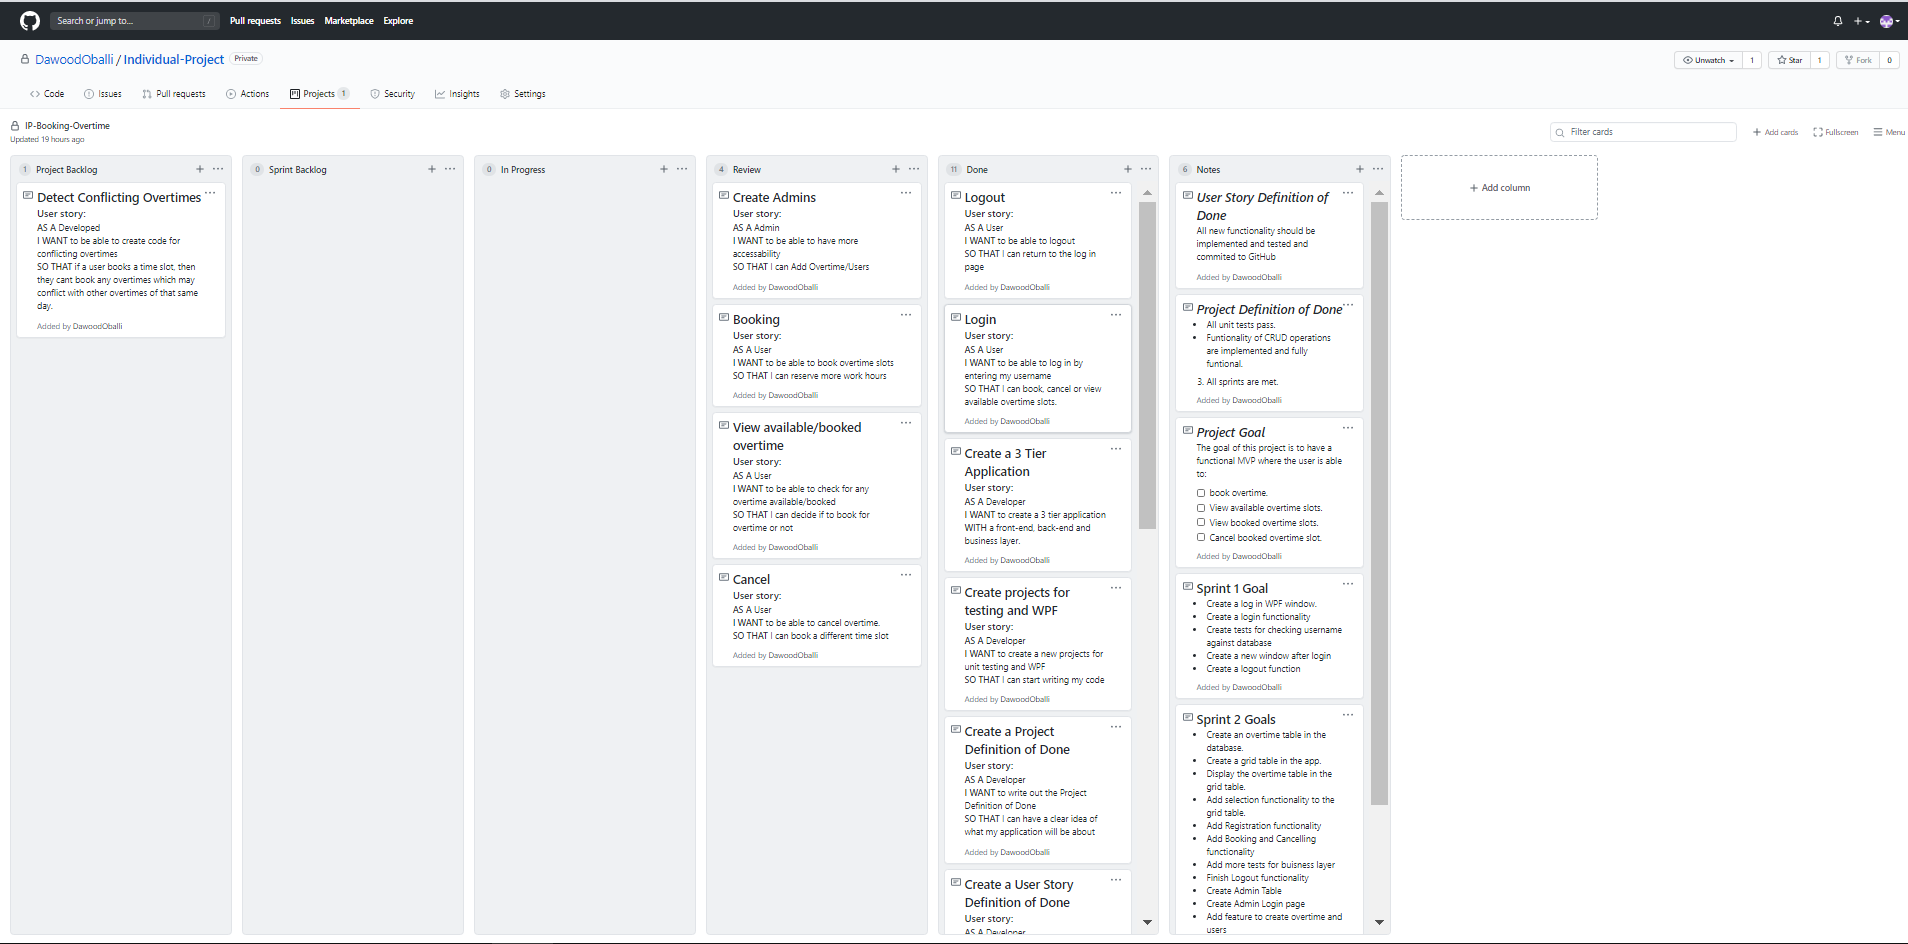 Search or jump to... /
Pull requests Issues Marketplace Explore
DawoodOballi / Individual-Project Private
Unwatch 1 Star 1 Fork 0
Code Issues Pull requests Actions Projects 1 Security Insights Settings
IP-Booking-Overtime
Updated 19 hours ago
Filter cards
Add cards Fullscreen Menu
1 Project Backlog
Detect Conflicting Overtimes
User story:
AS A Developed
I WANT to be able to create code for
conflicting overtimes
SO THAT if a user books a time slot, then
they cant book any overtimes which may
conflict with other overtimes of that same
day.
Added by DawoodOballi
0 Sprint Backlog
0 In Progress
4 Review
Create Admins
User story:
AS A Admin
I WANT to be able to have more
accessability
SO THAT I can Add Overtime/Users
Added by DawoodOballi
Booking
User story:
AS A User
I WANT to be able to book overtime slots
SO THAT I can reserve more work hours
Added by DawoodOballi
View available/booked
overtime
User story:
AS A User
I WANT to be able to check for any
overtime available/booked
SO THAT I can decide if to book for
overtime or not
Added by DawoodOballi
Cancel
User story:
AS A User
I WANT to be able to cancel overtime.
SO THAT I can book a different time slot
Added by DawoodOballi
11 Done
Logout
User story:
AS A User
I WANT to be able to logout
SO THAT I can return to the log in
page
Added by DawoodOballi
Login
User story:
AS A User
I WANT to be able to log in by
entering my username
SO THAT I can book, cancel or view
available overtime slots.
Added by DawoodOballi
Create a 3 Tier
Application
User story:
AS A Developer
I WANT to create a 3 tier application
WITH a front-end, back-end and
business layer.
Added by DawoodOballi
Create projects for
testing and WPF
User story:
AS A Developer
I WANT to create a new projects for
unit testing and WPF
SO THAT I can start writing my code
Added by DawoodOballi
Create a Project
Definition of Done
User story:
AS A Developer
I WANT to write out the Project
Definition of Done
SO THAT I can have a clear idea of
what my application will be about
Added by DawoodOballi
Create a User Story
Definition of Done
User story:
AS A Developer
6 Notes
User Story Definition of
Done
All new functionality should be
implemented and tested and
commited to GitHub
Added by DawoodOballi
Project Definition of Done
• All unit tests pass.
• Funtionality of CRUD operations
are implemented and fully
funtional.
3. All sprints are met.
Added by DawoodOballi
Project Goal
The goal of this project is to have a
functional MVP where the user is able
to:
book overtime.
View available overtime slots.
View booked overtime slots.
Cancel booked overtime slot.
Added by DawoodOballi
Sprint 1 Goal
• Create a log in WPF window.
• Create a login functionality
• Create tests for checking username
against database
• Create a new window after login
• Create a logout function
Added by DawoodOballi
Sprint 2 Goals
• Create an overtime table in the
database.
• Create a grid table in the app.
• Display the overtime table in the
grid table.
• Add selection functionality to the
grid table.
• Add Registration functionality
• Add Booking and Cancelling
functionality
• Add more tests for buisness layer
• Finish Logout functionality
• Create Admin Table
• Create Admin Login page
• Add feature to create overtime and
users
Add column